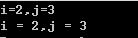 i=2,j=3
i = 2,j = 3